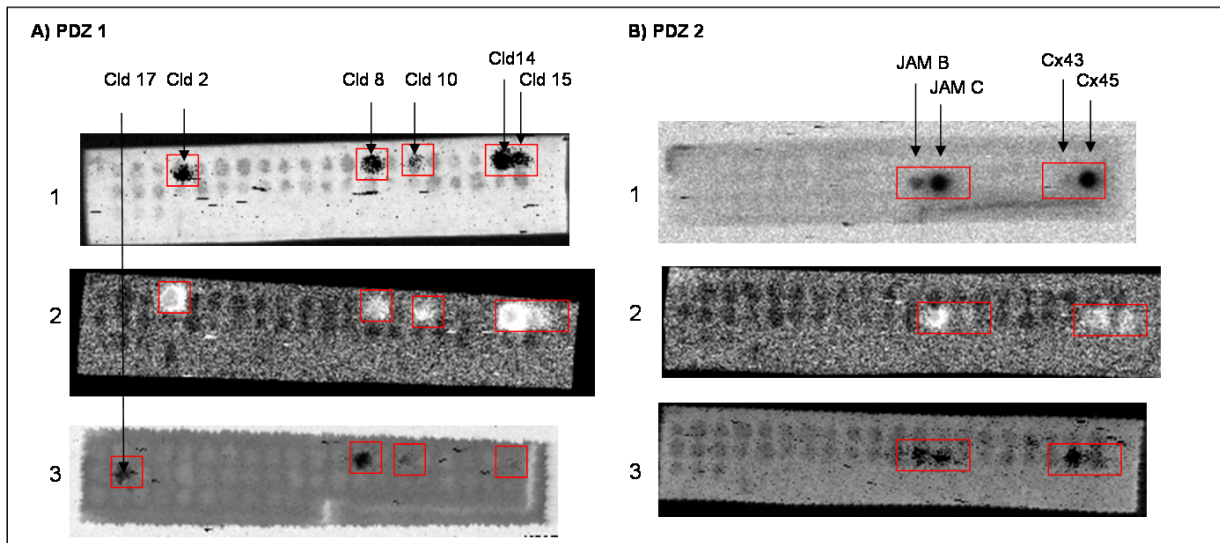 A) PDZ 1
B) PDZ 2
Cld 17 Cld 2 Cld 8 Cld 10 Cld14
Cld 15
JAM B
JAM C
Cx43
Cx45
1
2
3
1
2
3